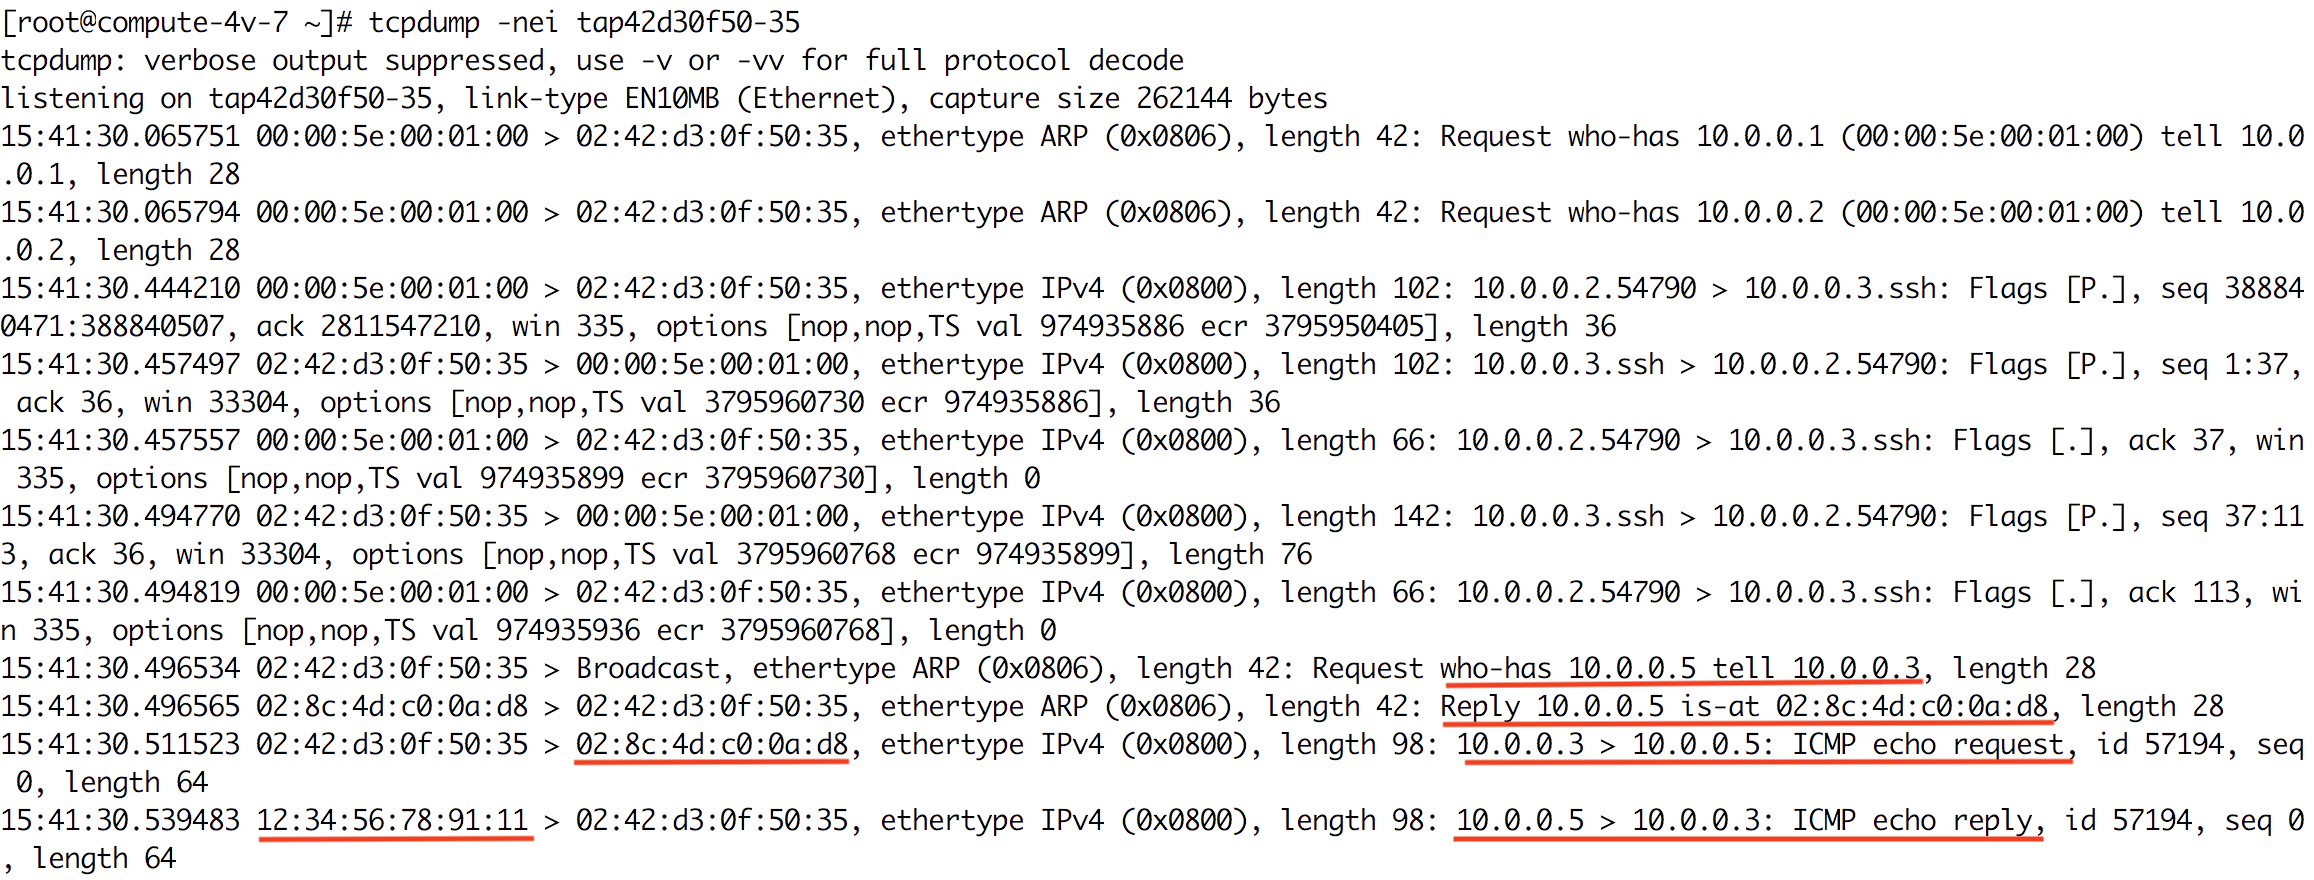 [root@compute-4v-7 ~]# tcpdump -nei tap42d30f50-35
tcpdump: verbose output suppressed, use -v or -vv for full protocol decode
listening on tap42d30f50-35, link-type EN10MB (Ethernet), capture size 262144 bytes
15:41:30.065751 00:00:5e:00:01:00 > 02:42:d3:0f:50:35, ethertype ARP (0x0806), length 42: Request who-has 10.0.0.1 (00:00:5e:00:01:00) tell 10.0
.0.1, length 28
15:41:30.065794 00:00:5e:00:01:00 > 02:42:d3:0f:50:35, ethertype ARP (0x0806), length 42: Request who-has 10.0.0.2 (00:00:5e:00:01:00) tell 10.0
.0.2, length 28
15:41:30.444210 00:00:5e:00:01:00 > 02:42:d3:0f:50:35, ethertype IPv4 (0x0800), length 102: 10.0.0.2.54790 > 10.0.0.3.ssh: Flags [P.], seq 38884
0471:388840507, ack 2811547210, win 335, options [nop,nop,TS val 974935886 ecr 3795950405], length 36
15:41:30.457497 02:42:d3:0f:50:35 > 00:00:5e:00:01:00, ethertype IPv4 (0x0800), length 102: 10.0.0.3.ssh > 10.0.0.2.54790: Flags [P.], seq 1:37,
 ack 36, win 33304, options [nop,nop,TS val 3795960730 ecr 974935886], length 36
15:41:30.457557 00:00:5e:00:01:00 > 02:42:d3:0f:50:35, ethertype IPv4 (0x0800), length 66: 10.0.0.2.54790 > 10.0.0.3.ssh: Flags [.], ack 37, win
 335, options [nop,nop,TS val 974935899 ecr 3795960730], length 0
15:41:30.494770 02:42:d3:0f:50:35 > 00:00:5e:00:01:00, ethertype IPv4 (0x0800), length 142: 10.0.0.3.ssh > 10.0.0.2.54790: Flags [P.], seq 37:11
3, ack 36, win 33304, options [nop,nop,TS val 3795960768 ecr 974935899], length 76
15:41:30.494819 00:00:5e:00:01:00 > 02:42:d3:0f:50:35, ethertype IPv4 (0x0800), length 66: 10.0.0.2.54790 > 10.0.0.3.ssh: Flags [.], ack 113, wi
n 335, options [nop,nop,TS val 974935936 ecr 3795960768], length 0
15:41:30.496534 02:42:d3:0f:50:35 > Broadcast, ethertype ARP (0x0806), length 42: Request who-has 10.0.0.5 tell 10.0.0.3, length 28
15:41:30.496565 02:8c:4d:c0:0a:d8 > 02:42:d3:0f:50:35, ethertype ARP (0x0806), length 42: Reply 10.0.0.5 is-at 02:8c:4d:c0:0a:d8, length 28
15:41:30.511523 02:42:d3:0f:50:35 > 02:8c:4d:c0:0a:d8, ethertype IPv4 (0x0800), length 98: 10.0.0.3 > 10.0.0.5: ICMP echo request, id 57194, seq
 0, length 64
15:41:30.539483 12:34:56:78:91:11 > 02:42:d3:0f:50:35, ethertype IPv4 (0x0800), length 98: 10.0.0.5 > 10.0.0.3: ICMP echo reply, id 57194, seq 0
, length 64